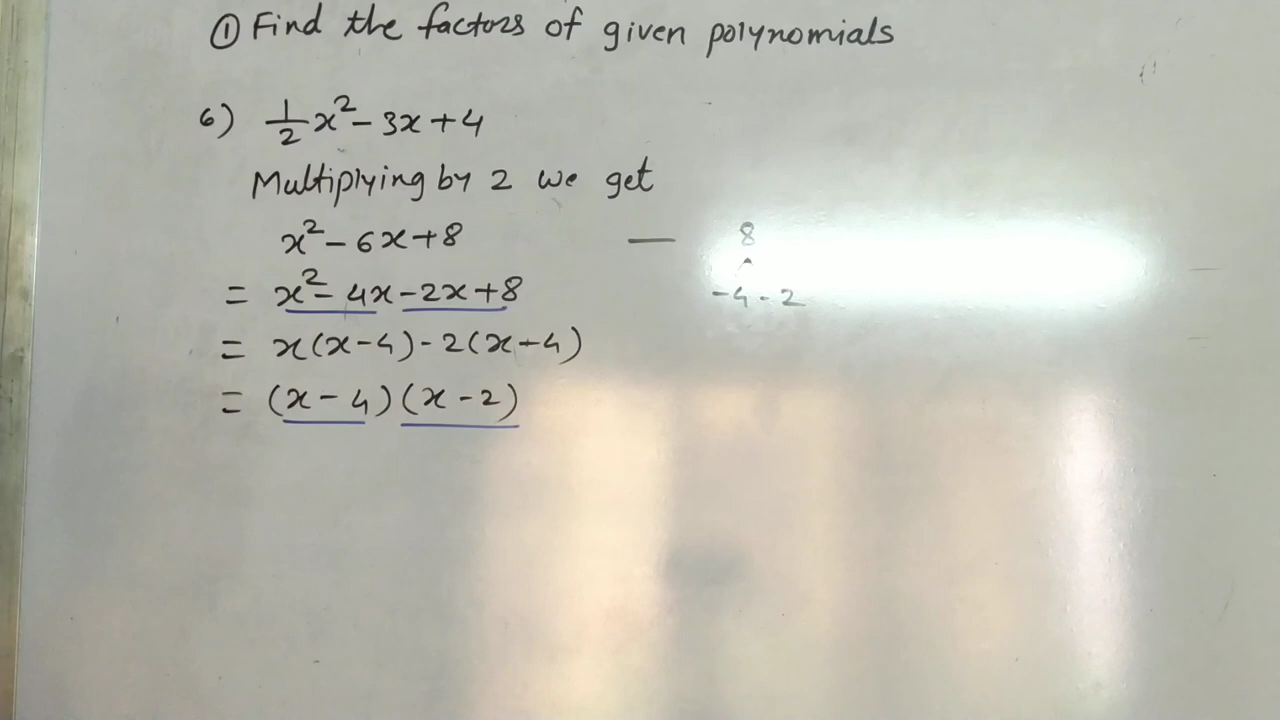 ① Find the factors of given polynomials
6) 1/2 x² - 3x + 4
Multiplying by 2 we get
x² - 6x + 8 — 8
= x² - 4x - 2x + 8 -4 - 2
= x(x - 4) - 2(x - 4)
= (x - 4)(x - 2)